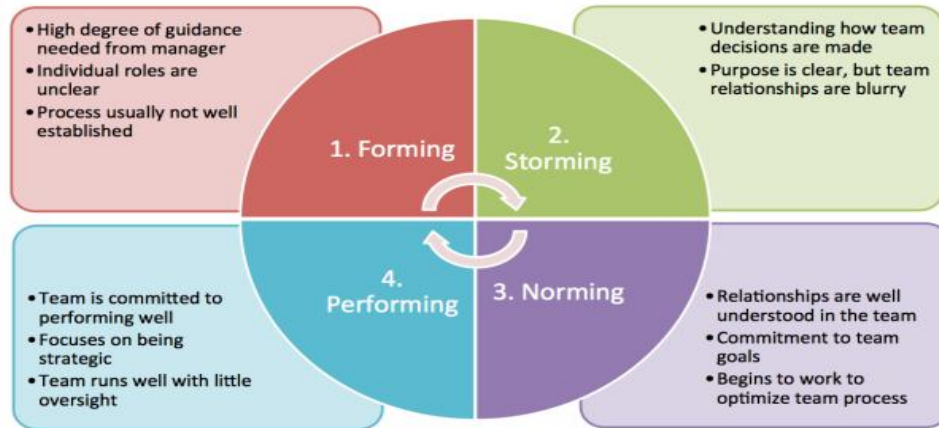 • High degree of guidance
needed from manager
• Individual roles are
unclear
• Process usually not well
established
1. Forming
• Understanding how team
decisions are made
• Purpose is clear, but team
relationships are blurry
2.
Storming
• Team is committed to
performing well
• Focuses on being
strategic
• Team runs well with little
oversight
4.
Performing
3. Norming
• Relationships are well
understood in the team
• Commitment to team
goals
• Begins to work to
optimize team process